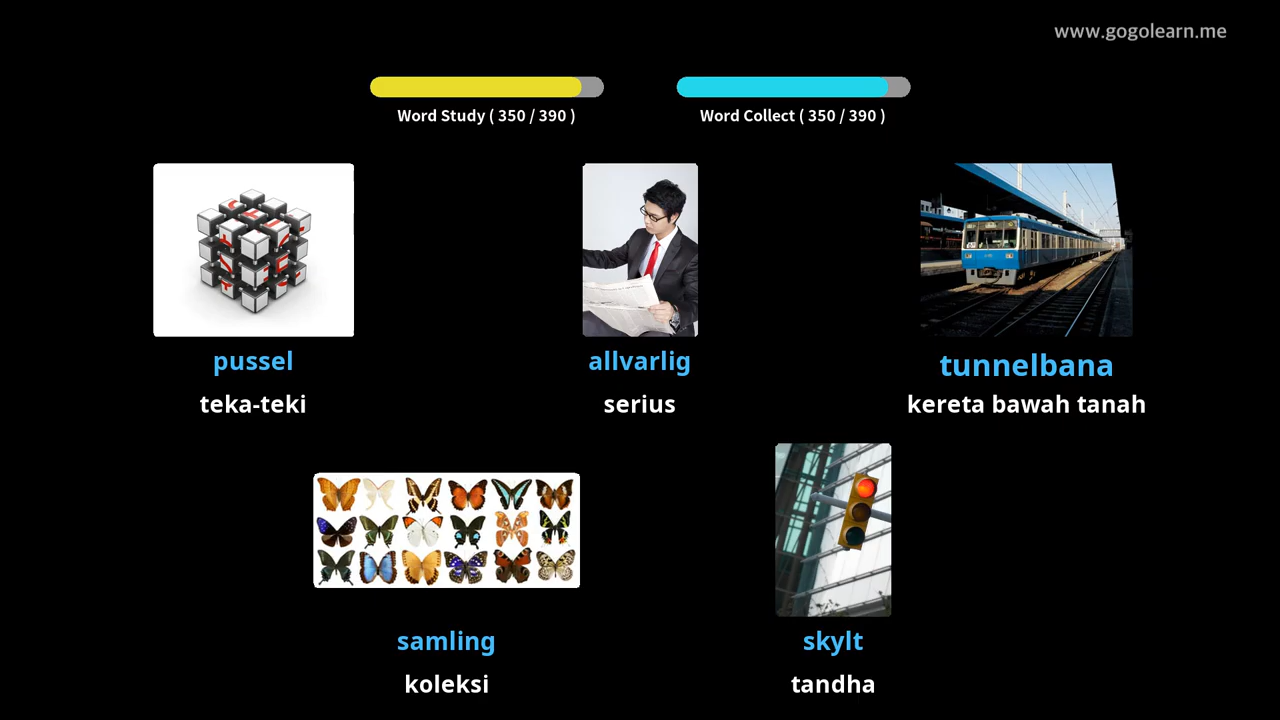 www.gogolearn.me
Word Study ( 350 / 390 )
Word Collect ( 350 / 390 )
pussel
allvarlig
tunnelbana
teka-teki
serius
kereta bawah tanah
samling
skylt
koleksi
tandha